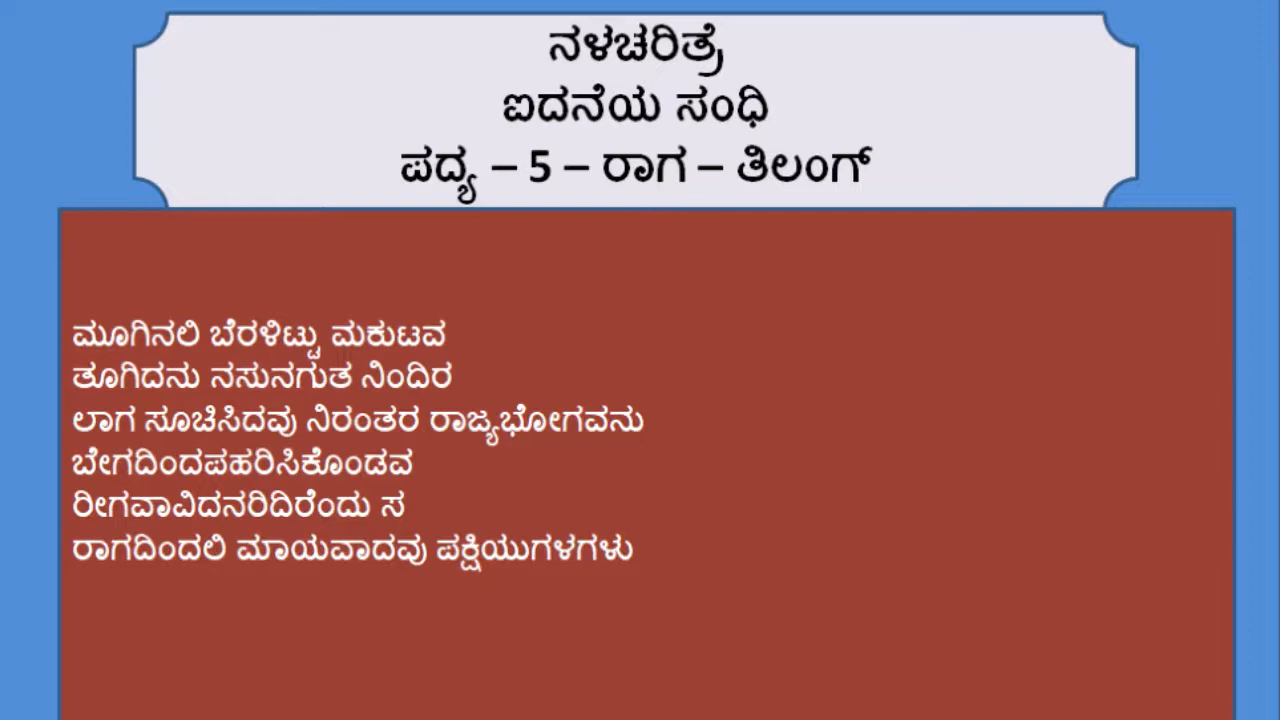 ನಳಚರಿತ್ರೆ
ಐದನೆಯ ಸಂಧಿ
ಪದ್ಯ – 5 – ರಾಗ – ತಿಲಂಗ್
ಮೂಗಿನಲಿ ಬೆರಳಿಟ್ಟು ಮಕುಟವ
ತೂಗಿದನು ನಸುನಗುತ ನಿಂದಿರ
ಲಾಗ ಸೂಚಿಸಿದವು ನಿರಂತರ ರಾಜ್ಯಭೋಗವನು
ಬೇಗದಿಂದಪಹರಿಸಿಕೊಂಡವ
ರೀಗವಾವಿದನರಿದಿರೆಂದು ಸ
ರಾಗದಿಂದಲಿ ಮಾಯವಾದವು ಪಕ್ಷಿಯುಗಳಗಳು